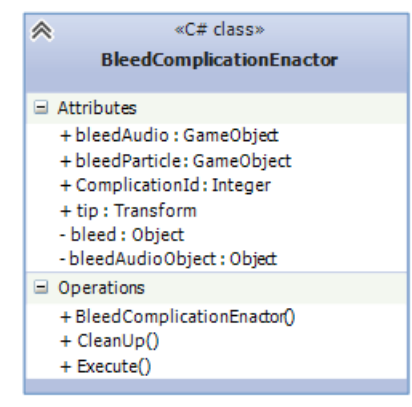 «C# class»
BleedComplicationEnactor
Attributes
+ bleedAudio : GameObject
+ bleedParticle : GameObject
+ ComplicationId : Integer
+ tip : Transform
- bleed : Object
- bleedAudioObject : Object
Operations
+ BleedComplicationEnactor()
+ CleanUp()
+ Execute()